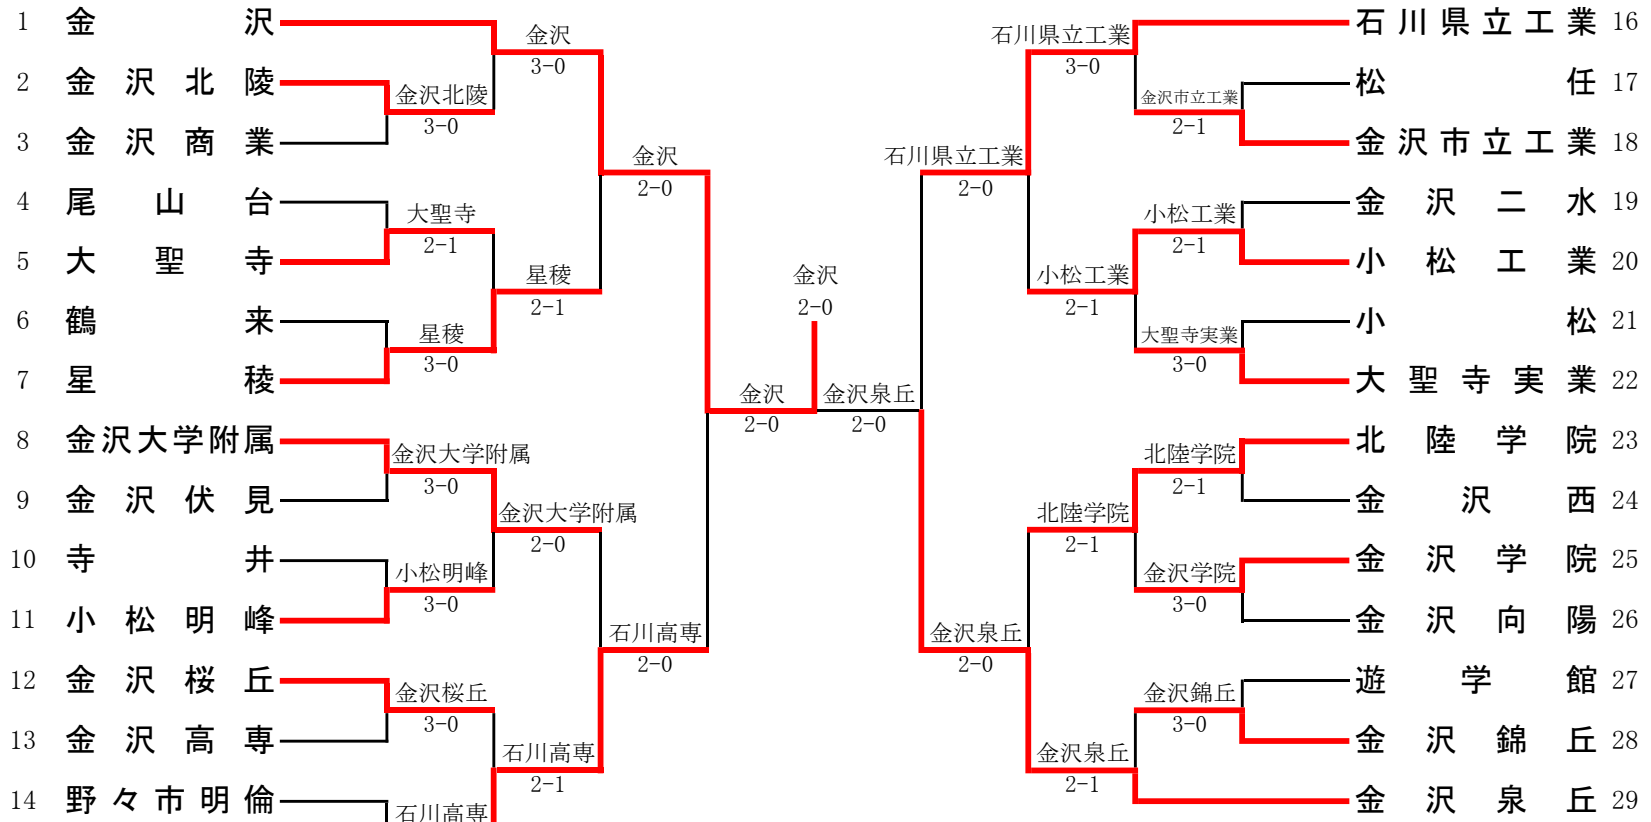 1 金沢
2 金沢北陵
3 金沢商業
4 尾山台
5 大聖寺
6 鶴来
7 星稜
8 金沢大学附属
9 金沢伏見
10 寺井
11 小松明峰
12 金沢桜丘
13 金沢高専
14 野々市明倫
金沢北陵
3-0
大聖寺
2-1
星稜
3-0
金沢大学附属
3-0
小松明峰
3-0
金沢桜丘
3-0
石川高専
金沢
3-0
星稜
2-1
金沢大学附属
2-0
石川高専
2-1
金沢
2-0
石川高専
2-0
金沢
2-0
金沢
2-0
金沢泉丘
2-0
石川県立工業
2-0
金沢泉丘
2-0
石川県立工業
3-0
小松工業
2-1
北陸学院
2-1
金沢泉丘
2-1
金沢市立工業
2-1
小松工業
2-1
大聖寺実業
3-0
北陸学院
2-1
金沢学院
3-0
金沢錦丘
3-0
石川県立工業 16
松任 17
金沢市立工業 18
金沢二水 19
小松工業 20
小松 21
大聖寺実業 22
北陸学院 23
金沢西 24
金沢学院 25
金沢向陽 26
遊学館 27
金沢錦丘 28
金沢泉丘 29